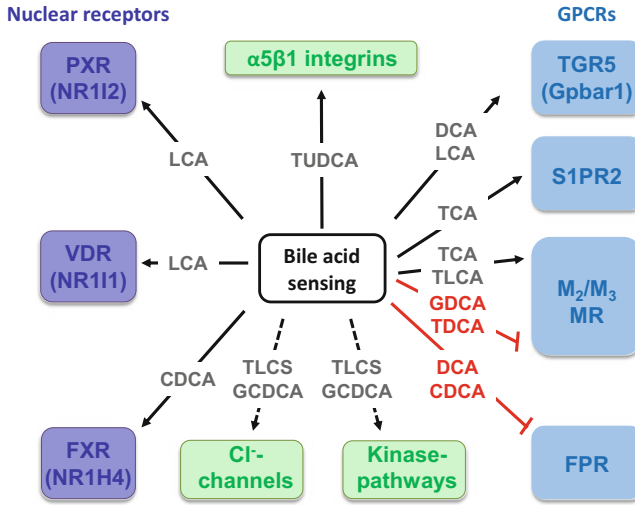 Nuclear receptors
GPCRs
PXR
(NR1I2)
α5β1 integrins
TGR5
(Gpbar1)
DCA
LCA
LCA
TUDCA
S1PR2
TCA
VDR
(NR1I1)
LCA
Bile acid
sensing
TCA
TLCA
GDCA
TDCA
M₂/M₃
MR
CDCA
TLCS
GCDCA
TLCS
GCDCA
DCA
CDCA
FXR
(NR1H4)
Cl⁻-
channels
Kinase-
pathways
FPR